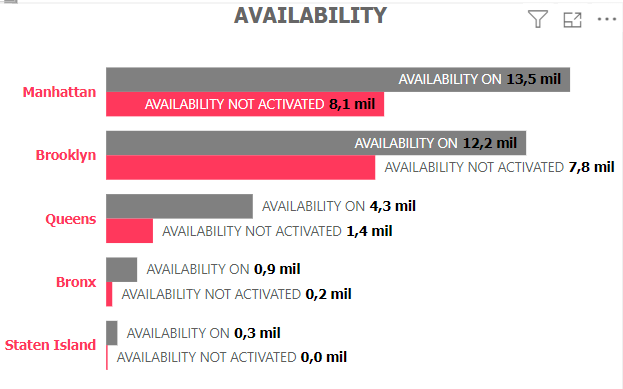 AVAILABILITY
Manhattan
AVAILABILITY ON 13,5 mil
AVAILABILITY NOT ACTIVATED 8,1 mil
Brooklyn
AVAILABILITY ON 12,2 mil
AVAILABILITY NOT ACTIVATED 7,8 mil
Queens
AVAILABILITY ON 4,3 mil
AVAILABILITY NOT ACTIVATED 1,4 mil
Bronx
AVAILABILITY ON 0,9 mil
AVAILABILITY NOT ACTIVATED 0,2 mil
Staten Island
AVAILABILITY ON 0,3 mil
AVAILABILITY NOT ACTIVATED 0,0 mil